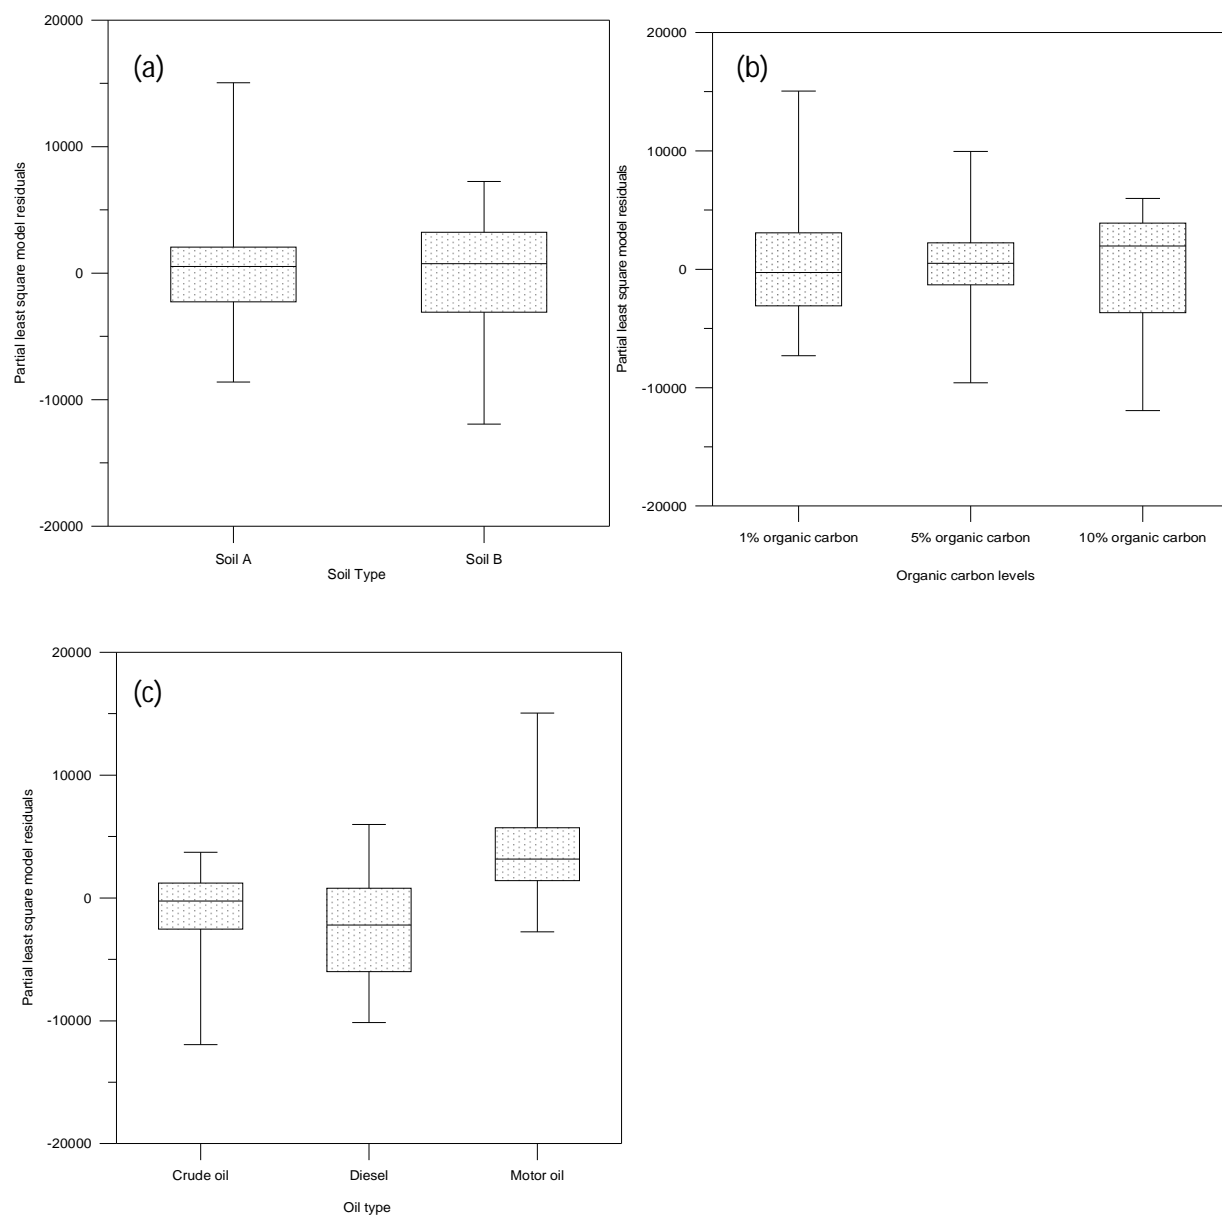 (a)
Partial least square model residuals
20000
10000
0
-10000
-20000
Soil A
Soil B
Soil Type
(b)
Partial least square model residuals
20000
10000
0
-10000
-20000
1% organic carbon
5% organic carbon
10% organic carbon
Organic carbon levels
(c)
Partial least square model residuals
20000
10000
0
-10000
-20000
Crude oil
Diesel
Motor oil
Oil type